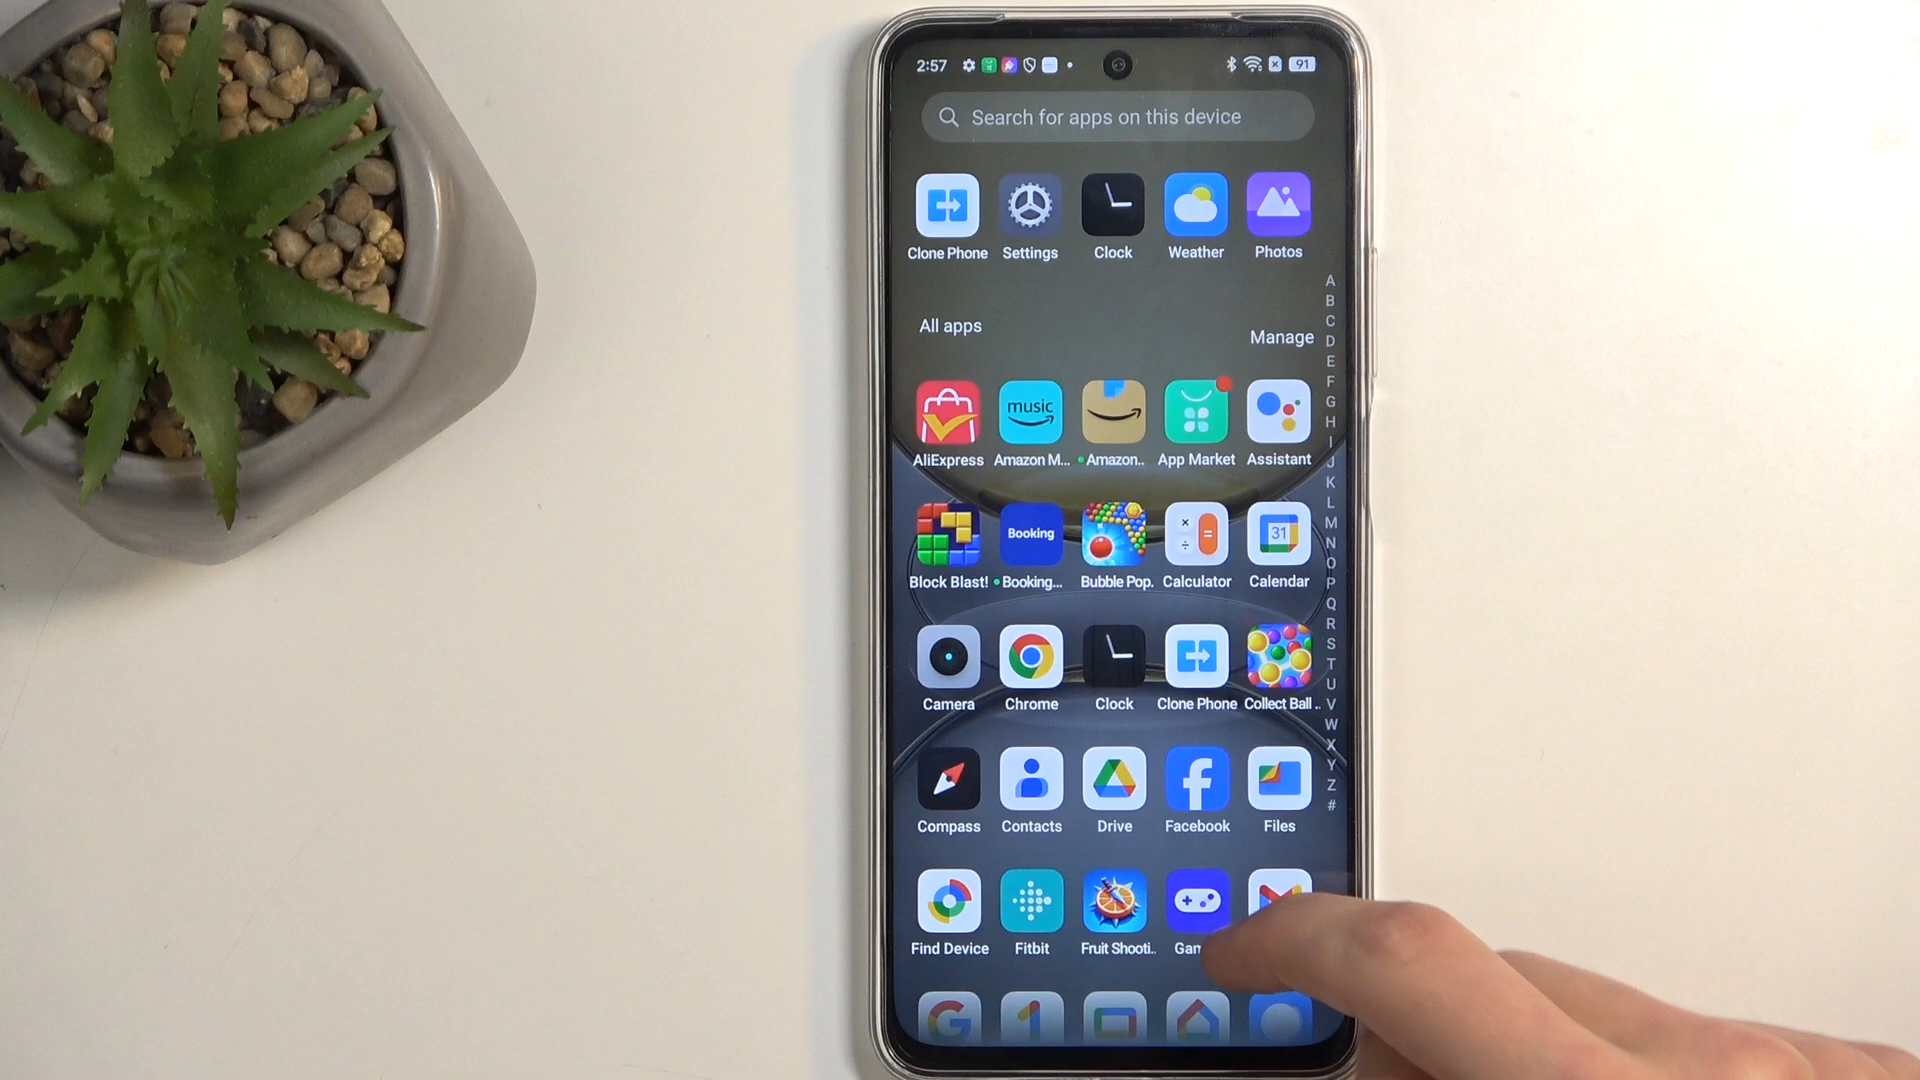 2:57 91
Search for apps on this device
Clone Phone Settings Clock Weather Photos
All apps
Manage
music
AliExpress Amazon M... Amazon.. App Market Assistant
Booking
31
Block Blast! Booking... Bubble Pop. Calculator Calendar
Camera Chrome Clock Clone Phone Collect Ball ..
Compass Contacts Drive Facebook Files
Find Device Fitbit Fruit Shooti..
A
B
C
D
E
F
G
H
I
J
K
L
M
N
O
P
Q
R
S
T
U
V
W
X
Y
Z
#